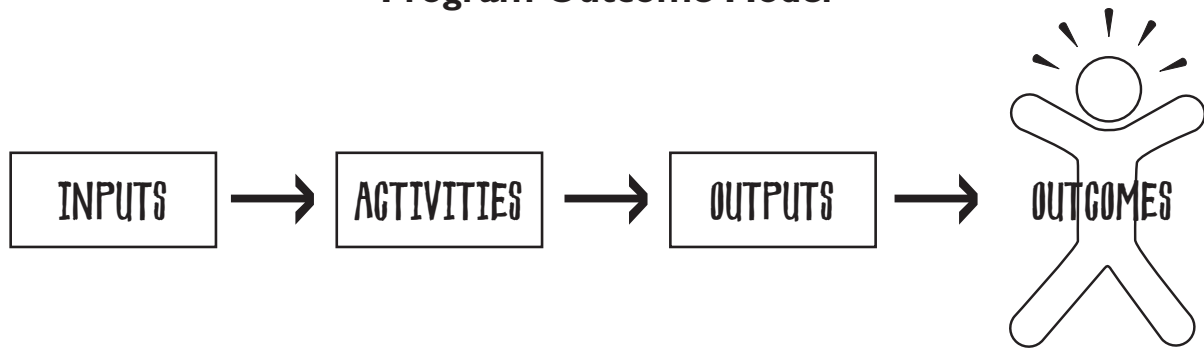 Program Outcome Model
INPUTS
ACTIVITIES
OUTPUTS
OUTCOMES